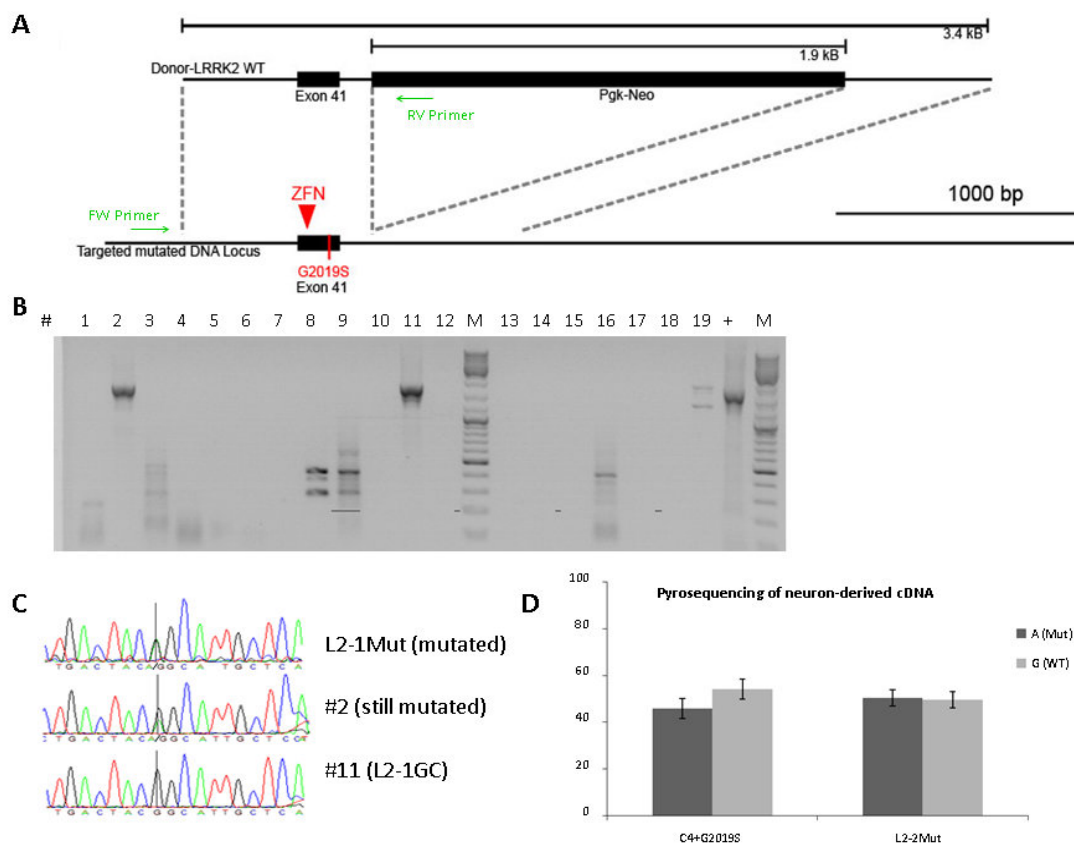 A
3.4 kB
1.9 kB
Donor-LRRK2 WT
Exon 41
Pgk-Neo
RV Primer
ZFN
1000 bp
FW Primer
Targeted mutated DNA Locus
G2019S
Exon 41
B
# 1 2 3 4 5 6 7 8 9 10 11 12 M 13 14 15 16 17 18 19 + M
C
L2-1Mut (mutated)
T G A C T A C A G G C A T G C T C A
#2 (still mutated)
C T G A C T A C A G G C A T T G C T C C T
#11 (L2-1GC)
T G A C T A C G G C A T T G C T C A
D
Pyrosequencing of neuron-derived cDNA
100
80
60
40
20
0
A (Mut)
G (WT)
C4+G2019S
L2-2Mut